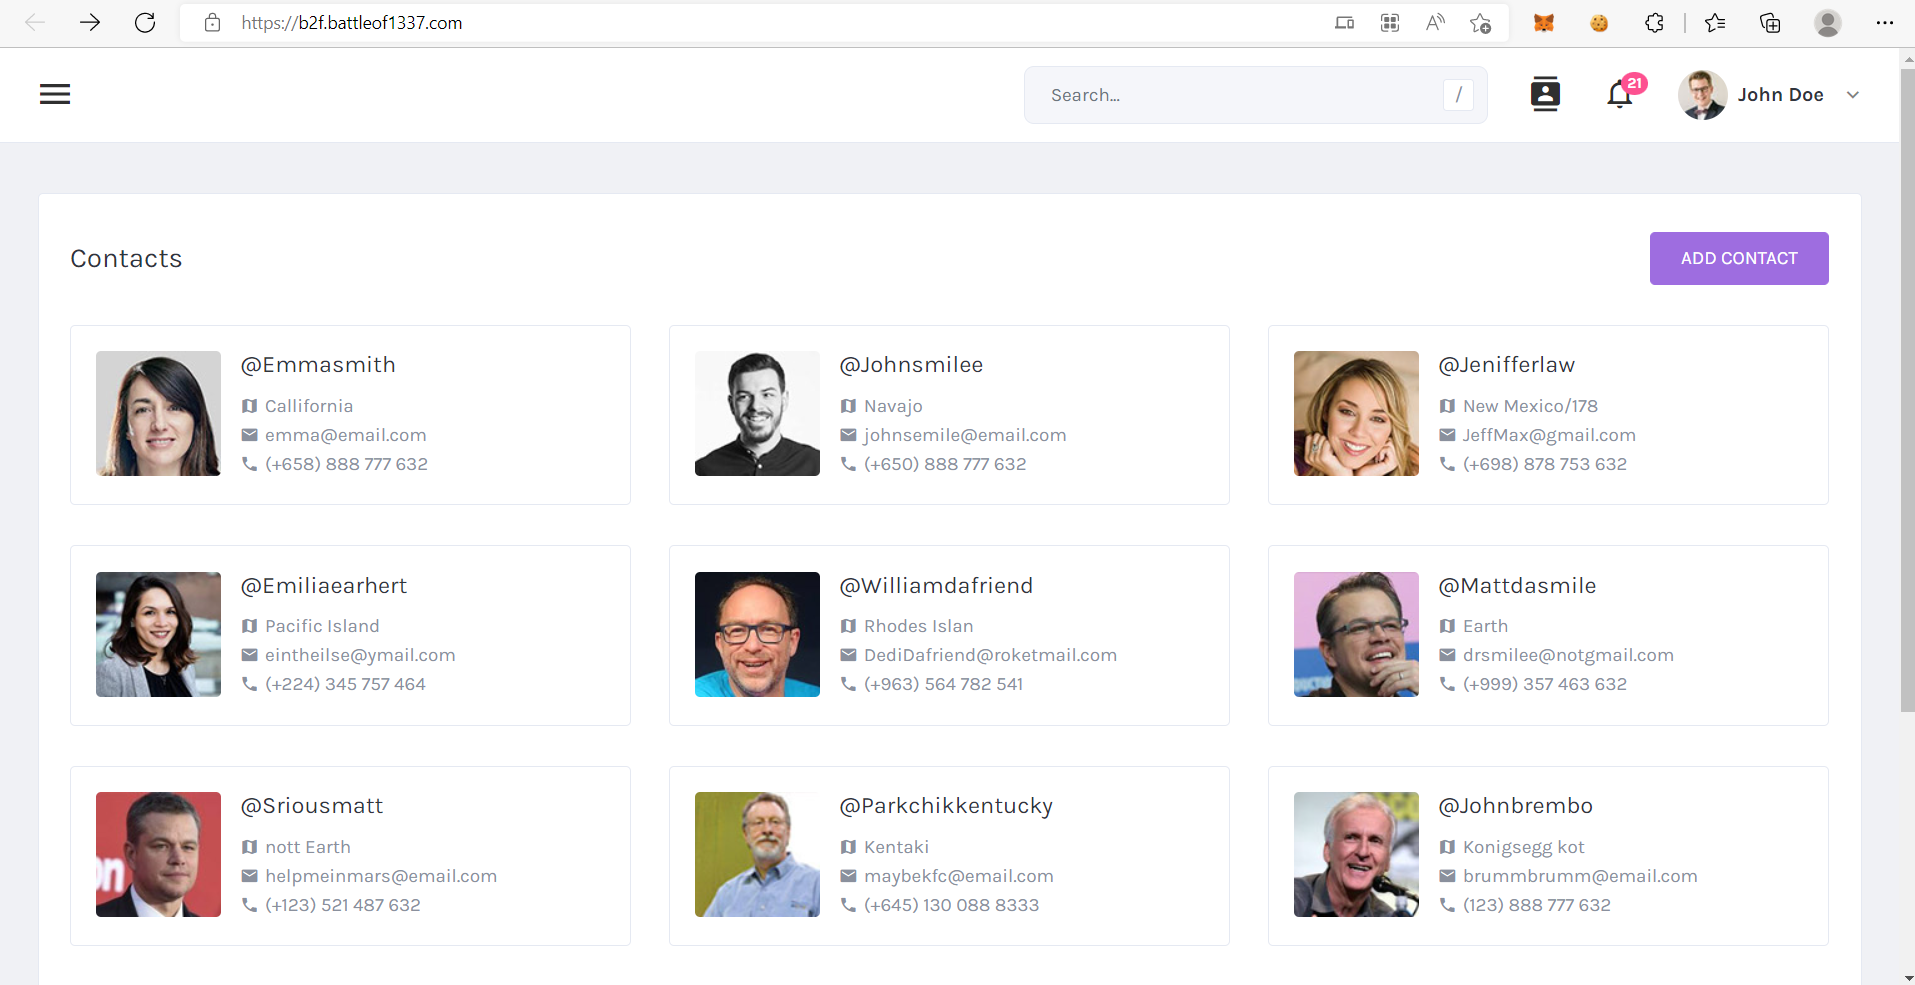 https://b2f.battleof1337.com
Search...
/
21
John Doe
Contacts
ADD CONTACT
@Emmasmith
Callifornia
emma@email.com
(+658) 888 777 632
@Johnsmilee
Navajo
johnsemile@email.com
(+650) 888 777 632
@Jenifferlaw
New Mexico/178
JeffMax@gmail.com
(+698) 878 753 632
@Emiliaearhert
Pacific Island
eintheilse@ymail.com
(+224) 345 757 464
@Williamdafriend
Rhodes Islan
DediDafriend@roketmail.com
(+963) 564 782 541
@Mattdasmile
Earth
drsmilee@notgmail.com
(+999) 357 463 632
@Sriousmatt
nott Earth
helpmeinmars@email.com
(+123) 521 487 632
@Parkchikkentucky
Kentaki
maybekfc@email.com
(+645) 130 088 8333
@Johnbrembo
Konigsegg kot
brummbrumm@email.com
(123) 888 777 632
on